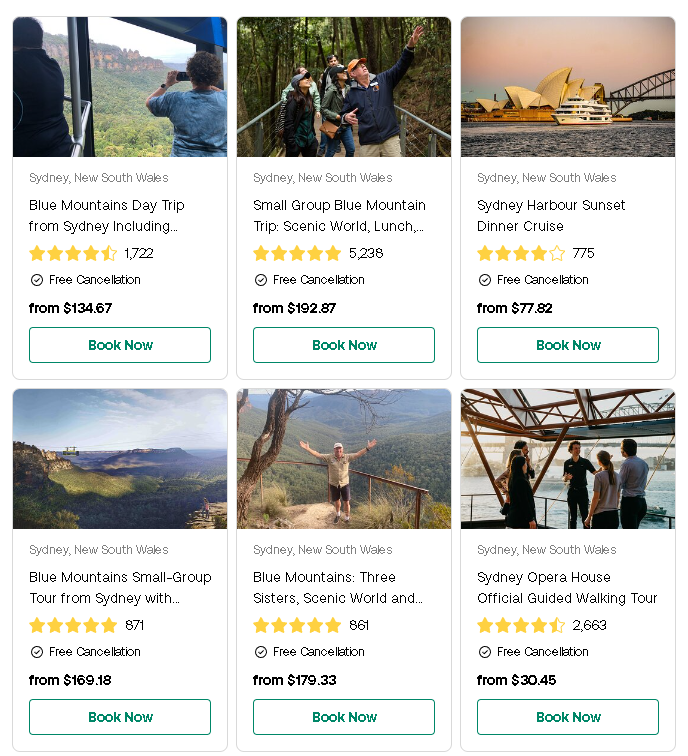 Sydney, New South Wales
Blue Mountains Day Trip
from Sydney Including...
1,722
Free Cancellation
from $134.67
Book Now
Sydney, New South Wales
Small Group Blue Mountain
Trip: Scenic World, Lunch,...
5,238
Free Cancellation
from $192.87
Book Now
Sydney, New South Wales
Sydney Harbour Sunset
Dinner Cruise
775
Free Cancellation
from $77.82
Book Now
Sydney, New South Wales
Blue Mountains Small-Group
Tour from Sydney with...
871
Free Cancellation
from $169.18
Book Now
Sydney, New South Wales
Blue Mountains: Three
Sisters, Scenic World and...
861
Free Cancellation
from $179.33
Book Now
Sydney, New South Wales
Sydney Opera House
Official Guided Walking Tour
2,663
Free Cancellation
from $30.45
Book Now